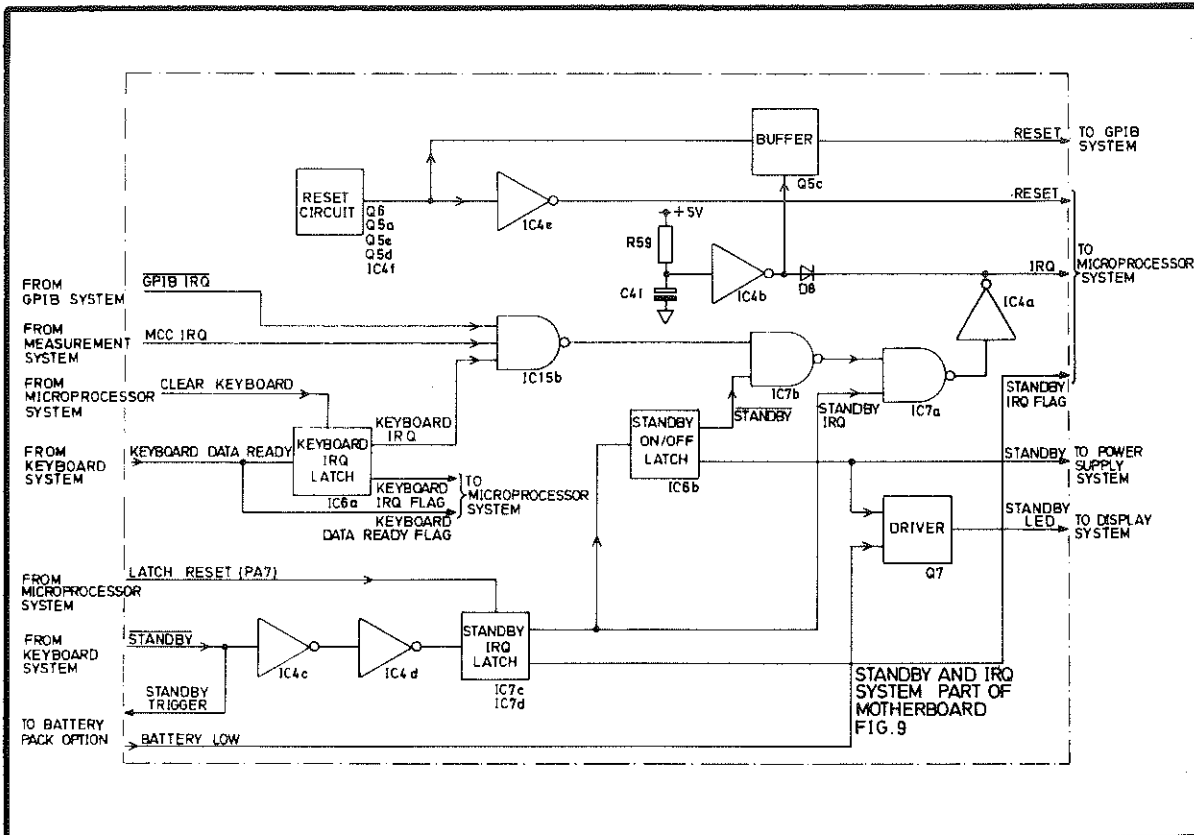 BUFFER
Q5c
RESET
TO GPIB
SYSTEM
RESET
CIRCUIT
Q6
Q5a
Q5e
Q5d
IC4f
IC4e
RESET
+5V
R59
C41
IC4b
D8
IRQ
IC4a
TO
MICROPROCESSOR
SYSTEM
FROM
GPIB SYSTEM
GPIB IRQ
FROM
MEASUREMENT
SYSTEM
MCC IRQ
IC15b
IC7b
IC7a
STANDBY
STANDBY
IRQ
STANDBY
IRQ FLAG
FROM
MICROPROCESSOR
SYSTEM
CLEAR KEYBOARD
KEYBOARD
IRQ
FROM
KEYBOARD
SYSTEM
KEYBOARD DATA READY
KEYBOARD
IRQ
LATCH
IC6a
KEYBOARD
IRQ FLAG
KEYBOARD
DATA READY FLAG
TO
MICROPROCESSOR
SYSTEM
STANDBY
ON/OFF
LATCH
IC6b
STANDBY
TO POWER
SUPPLY
SYSTEM
DRIVER
Q7
STANDBY
LED
TO DISPLAY
SYSTEM
FROM
MICROPROCESSOR
SYSTEM
LATCH RESET (PA7)
FROM
KEYBOARD
SYSTEM
STANDBY
IC4c
IC4d
STANDBY
IRQ
LATCH
IC7c
IC7d
STANDBY
TRIGGER
TO BATTERY
PACK OPTION
BATTERY LOW
STANDBY AND IRQ
SYSTEM PART OF
MOTHERBOARD
FIG.9